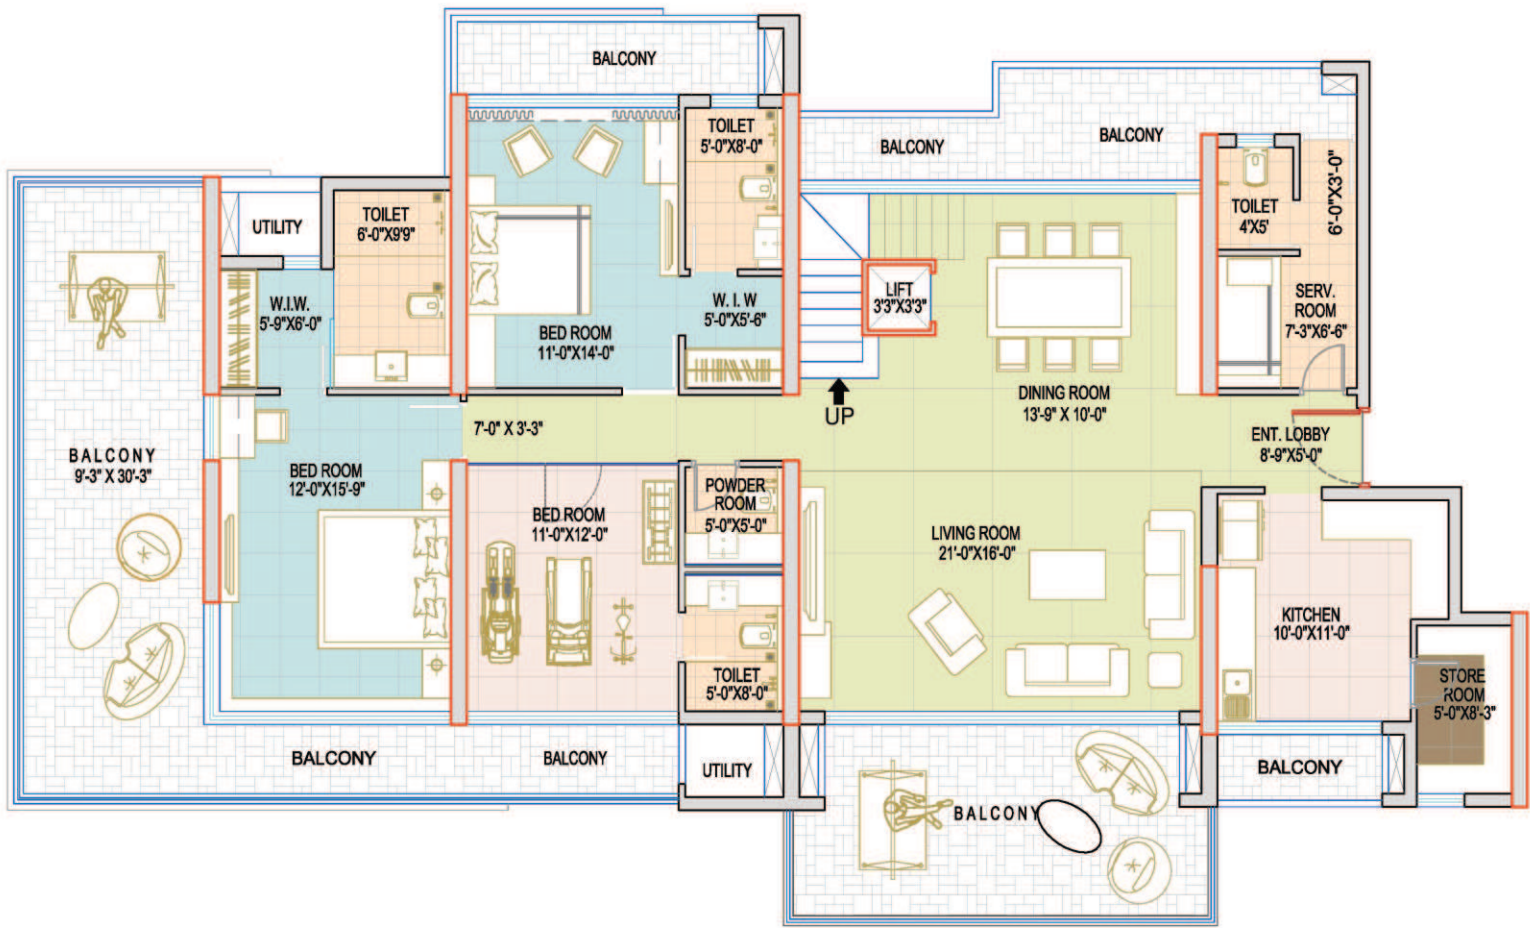 BALCONY
BALCONY
BALCONY
TOILET
5'-0"X8'-0"
TOILET
6'-0"X9'9"
UTILITY
TOILET
4'X5'
6'-0"X3'-0"
W.I.W.
5'-9"X6'-0"
BED ROOM
11'-0"X14'-0"
W. I. W
5'-0"X5'-6"
LIFT
3'3"X3'3"
SERV.
ROOM
7'-3"X6'-6"
UP
DINING ROOM
13'-9" X 10'-0"
7'-0" X 3'-3"
ENT. LOBBY
8'-9"X5'-0"
BALCONY
9'-3" X 30'-3"
BED ROOM
12'-0"X15'-9"
BED ROOM
11'-0"X12'-0"
POWDER
ROOM
5'-0"X5'-0"
LIVING ROOM
21'-0"X16'-0"
KITCHEN
10'-0"X11'-0"
TOILET
5'-0"X8'-0"
STORE
ROOM
5'-0"X8'-3"
BALCONY
BALCONY
UTILITY
BALCONY
BALCONY